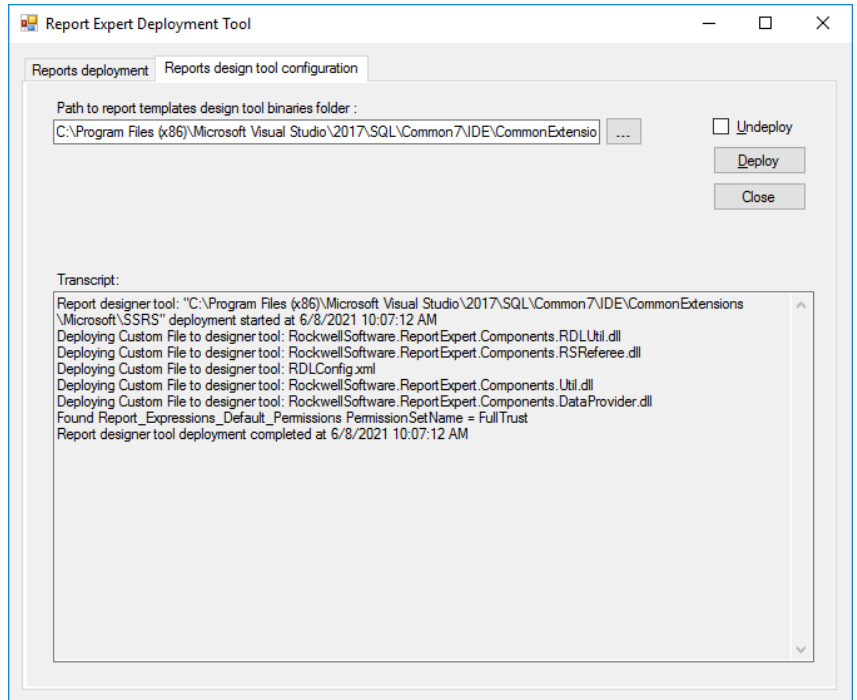 Report Expert Deployment Tool
Reports deployment
Reports design tool configuration
Path to report templates design tool binaries folder :
C:\Program Files (x86)\Microsoft Visual Studio\2017\SQL\Common7\IDE\CommonExtensio
...
Undeploy
Deploy
Close
Transcript:
Report designer tool: "C:\Program Files (x86)\Microsoft Visual Studio\2017\SQL\Common7\IDE\CommonExtensions
\Microsoft\SSRS" deployment started at 6/8/2021 10:07:12 AM
Deploying Custom File to designer tool: RockwellSoftware.ReportExpert.Components.RDLUtil.dll
Deploying Custom File to designer tool: RockwellSoftware.ReportExpert.Components.RSReferee.dll
Deploying Custom File to designer tool: RDLConfig.xml
Deploying Custom File to designer tool: RockwellSoftware.ReportExpert.Components.Util.dll
Deploying Custom File to designer tool: RockwellSoftware.ReportExpert.Components.DataProvider.dll
Found Report_Expressions_Default_Permissions PermissionSetName = FullTrust
Report designer tool deployment completed at 6/8/2021 10:07:12 AM